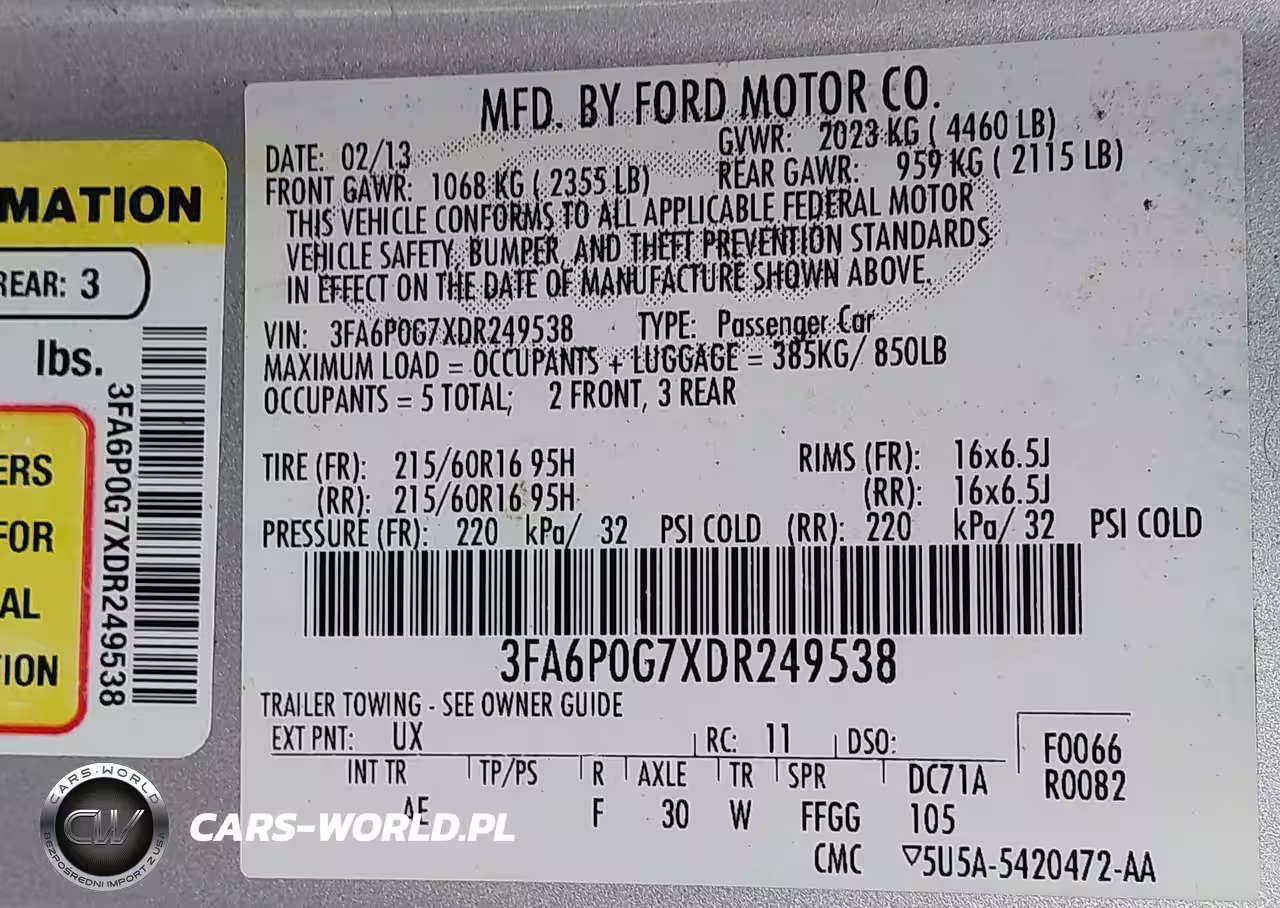 MATION
REAR: 3
lbs.
3FA6P0G7XDR249538
ERS
FOR
AL
ION
MFD. BY FORD MOTOR CO.
DATE: 02/13 GVWR: 2023 KG ( 4460 LB)
FRONT GAWR: 1068 KG ( 2355 LB) REAR GAWR: 959 KG ( 2115 LB)
THIS VEHICLE CONFORMS TO ALL APPLICABLE FEDERAL MOTOR
VEHICLE SAFETY, BUMPER, AND THEFT PREVENTION STANDARDS
IN EFFECT ON THE DATE OF MANUFACTURE SHOWN ABOVE.
VIN: 3FA6P0G7XDR249538 TYPE: Passenger Car
MAXIMUM LOAD = OCCUPANTS + LUGGAGE = 385KG/ 850LB
OCCUPANTS = 5 TOTAL; 2 FRONT, 3 REAR
TIRE (FR): 215/60R16 95H RIMS (FR): 16x6.5J
(RR): 215/60R16 95H (RR): 16x6.5J
PRESSURE (FR): 220 kPa/ 32 PSI COLD (RR): 220 kPa/ 32 PSI COLD
3FA6P0G7XDR249538
TRAILER TOWING - SEE OWNER GUIDE
EXT PNT: UX RC: 11 DSO: F0066
INT TR TP/PS R AXLE TR SPR DC71A R0082
AE F 30 W FFGG 105
CMC ▽5U5A-5420472-AA
CARS-WORLD
CW
BEZPOŚREDNI IMPORT Z USA
CARS-WORLD.PL